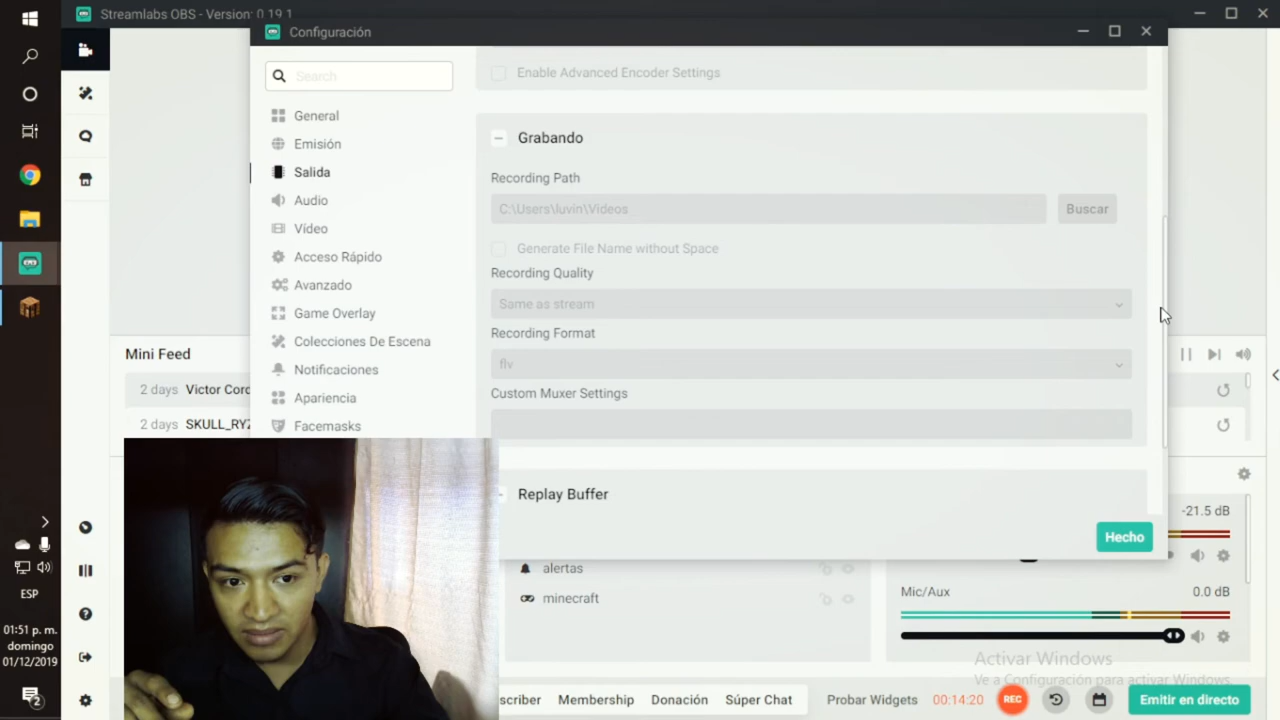 Streamlabs OBS - Version: 0.19.1
Configuración
Search
Enable Advanced Encoder Settings
General
Emisión
Salida
Audio
Vídeo
Acceso Rápido
Avanzado
Game Overlay
Colecciones De Escena
Notificaciones
Apariencia
Facemasks
Grabando
Recording Path
C:\Users\luvin\Videos
Buscar
Generate File Name without Space
Recording Quality
Same as stream
Recording Format
flv
Custom Muxer Settings
Replay Buffer
Hecho
Mini Feed
2 days Victor Cord
2 days SKULL_RYZ
alertas
minecraft
-21.5 dB
Mic/Aux
0.0 dB
Activar Windows
Ve a Configuración para activar Windows.
scriber
Membership
Donación
Súper Chat
Probar Widgets
00:14:20
REC
Emitir en directo
ESP
01:51 p. m.
domingo
01/12/2019
2